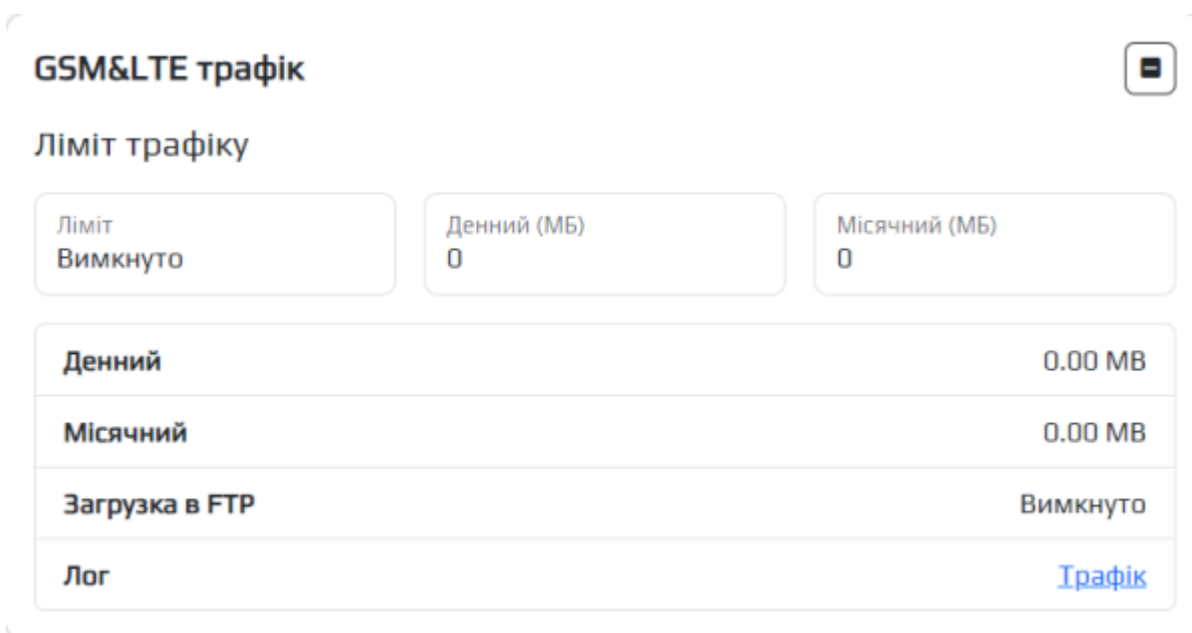 GSM&LTE трафік
Ліміт трафіку
Ліміт
Вимкнуто
Денний (МБ)
0
Місячний (МБ)
0
Денний 0.00 MB
Місячний 0.00 MB
Загрузка в FTP Вимкнуто
Лог Трафік